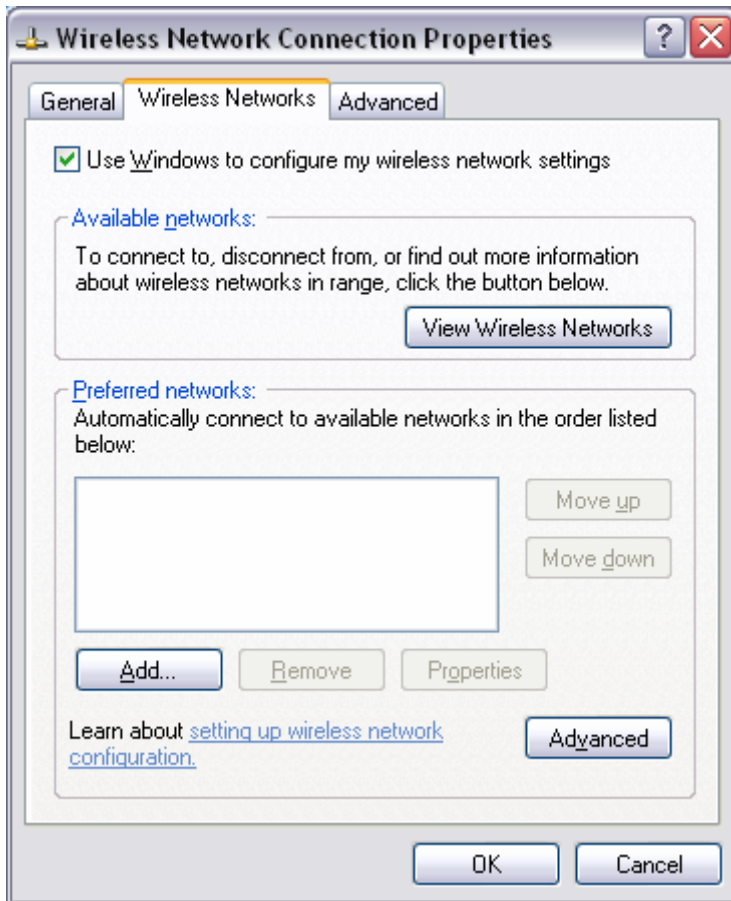 Wireless Network Connection Properties
?
General Wireless Networks Advanced
Use Windows to configure my wireless network settings
Available networks:
To connect to, disconnect from, or find out more information
about wireless networks in range, click the button below.
View Wireless Networks
Preferred networks:
Automatically connect to available networks in the order listed
below:
Move up
Move down
Add... Remove Properties
Learn about setting up wireless network
configuration.
Advanced
OK Cancel